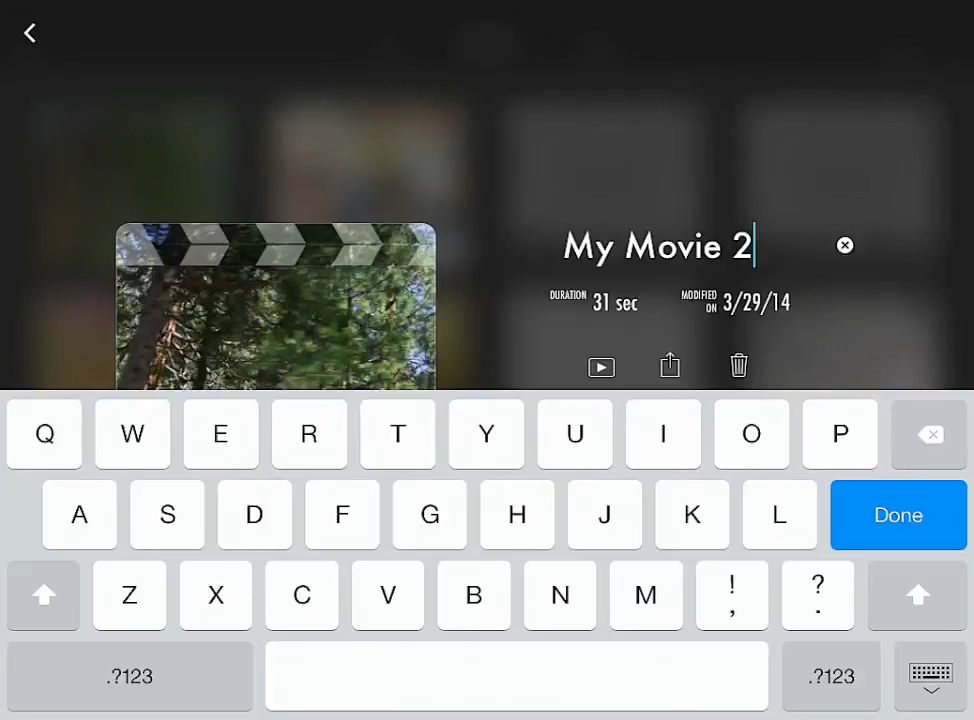 My Movie 2
DURATION 31 sec MODIFIED ON 3/29/14
Q W E R T Y U I O P
A S D F G H J K L Done
Z X C V B N M ! , ? .
.?123 .?123